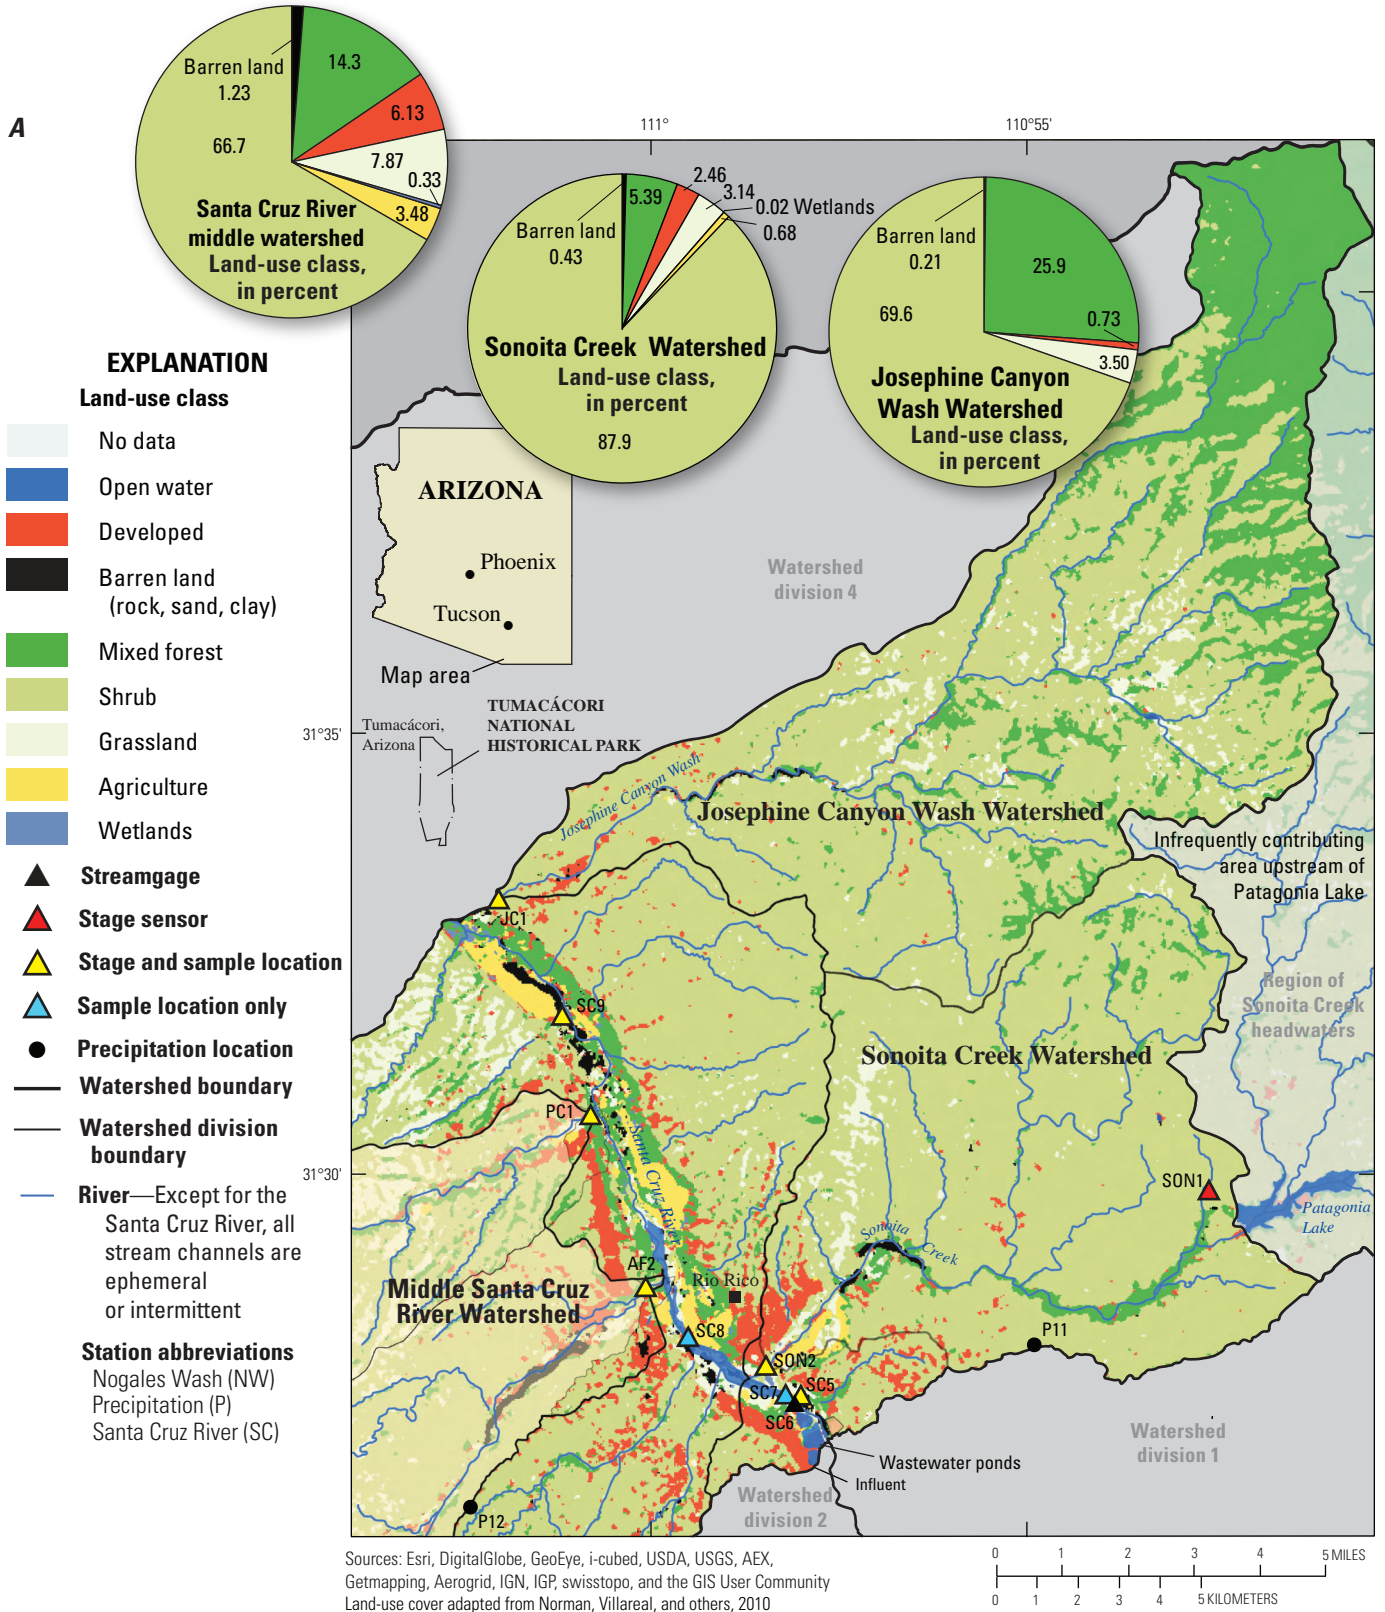 A
Barren land
1.23
14.3
6.13
7.87
0.33
3.48
66.7
Santa Cruz River
middle watershed
Land-use class,
in percent
111°
110°55'
Barren land
0.43
5.39
2.46
3.14
0.02 Wetlands
0.68
Sonoita Creek Watershed
Land-use class,
in percent
87.9
Barren land
0.21
25.9
0.73
3.50
69.6
Josephine Canyon
Wash Watershed
Land-use class,
in percent
EXPLANATION
Land-use class
No data
Open water
Developed
Barren land
(rock, sand, clay)
Mixed forest
Shrub
Grassland
Agriculture
Wetlands
Streamgage
Stage sensor
Stage and sample location
Sample location only
Precipitation location
Watershed boundary
Watershed division
boundary
River—Except for the
Santa Cruz River, all
stream channels are
ephemeral
or intermittent
Station abbreviations
Nogales Wash (NW)
Precipitation (P)
Santa Cruz River (SC)
ARIZONA
Phoenix
Tucson
Map area
Tumacácori,
Arizona
TUMACÁCORI
NATIONAL
HISTORICAL PARK
31°35'
31°30'
Watershed
division 4
Josephine Canyon Wash
Josephine Canyon Wash Watershed
Infrequently contributing
area upstream of
Patagonia Lake
Region of
Sonoita Creek
headwaters
JC1
SC9
Sonoita Creek Watershed
PC1
Santa Cruz River
SON1
Patagonia
Lake
Sonoita Creek
AF2
Rio Rico
Middle Santa Cruz
River Watershed
SC8
P11
SON2
SC7
SC5
SC6
Watershed
division 1
Wastewater ponds
Influent
Watershed
division 2
P12
Sources: Esri, DigitalGlobe, GeoEye, i-cubed, USDA, USGS, AEX,
Getmapping, Aerogrid, IGN, IGP, swisstopo, and the GIS User Community
Land-use cover adapted from Norman, Villareal, and others, 2010
0 1 2 3 4 5 MILES
0 1 2 3 4 5 KILOMETERS